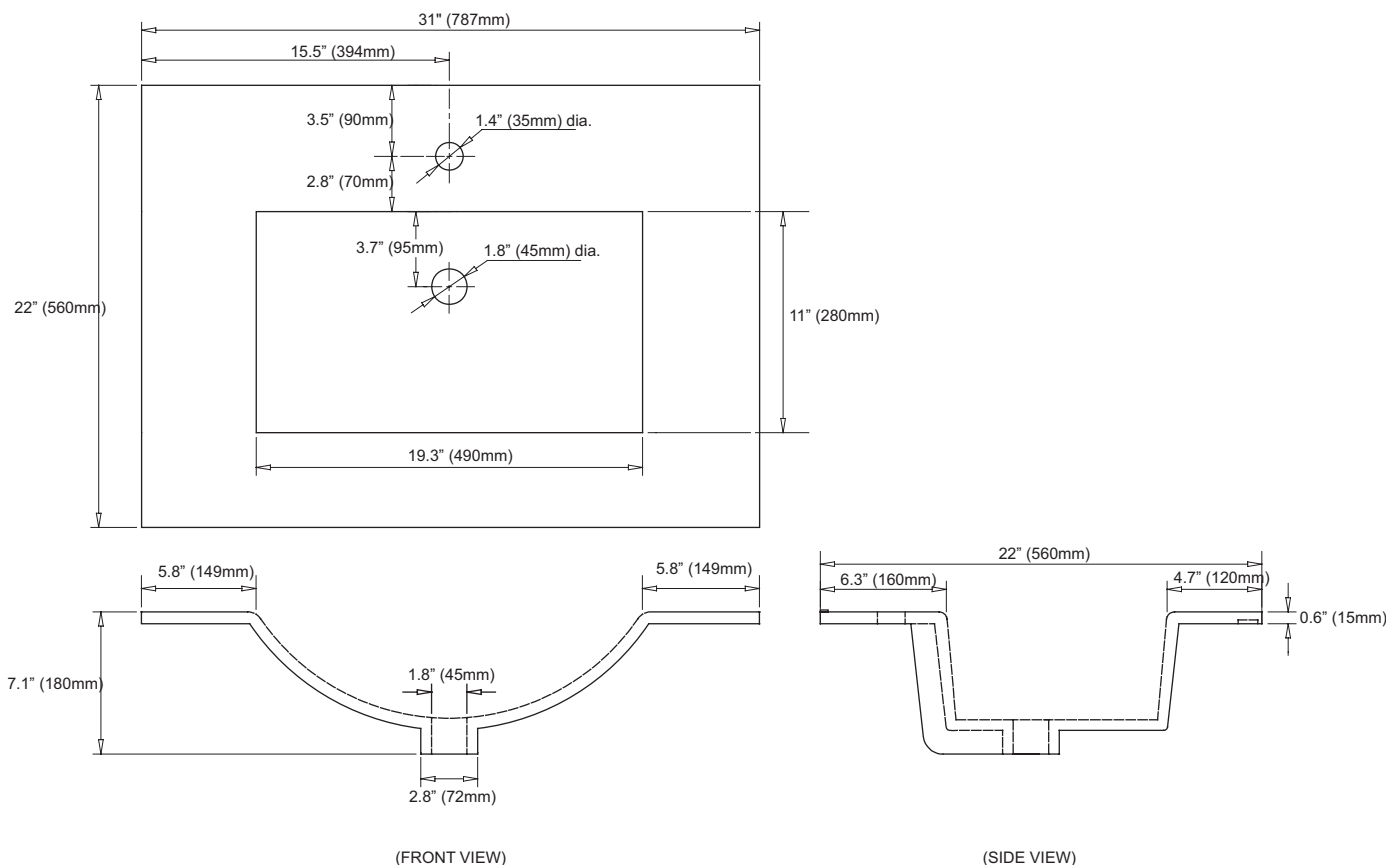 31" (787mm)
15.5” (394mm)
3.5” (90mm)
1.4” (35mm) dia.
2.8” (70mm)
3.7” (95mm)
1.8” (45mm) dia.
22” (560mm)
11” (280mm)
19.3” (490mm)
5.8” (149mm)
5.8” (149mm)
7.1” (180mm)
1.8” (45mm)
2.8” (72mm)
(FRONT VIEW)
22” (560mm)
6.3” (160mm)
4.7” (120mm)
0.6” (15mm)
(SIDE VIEW)